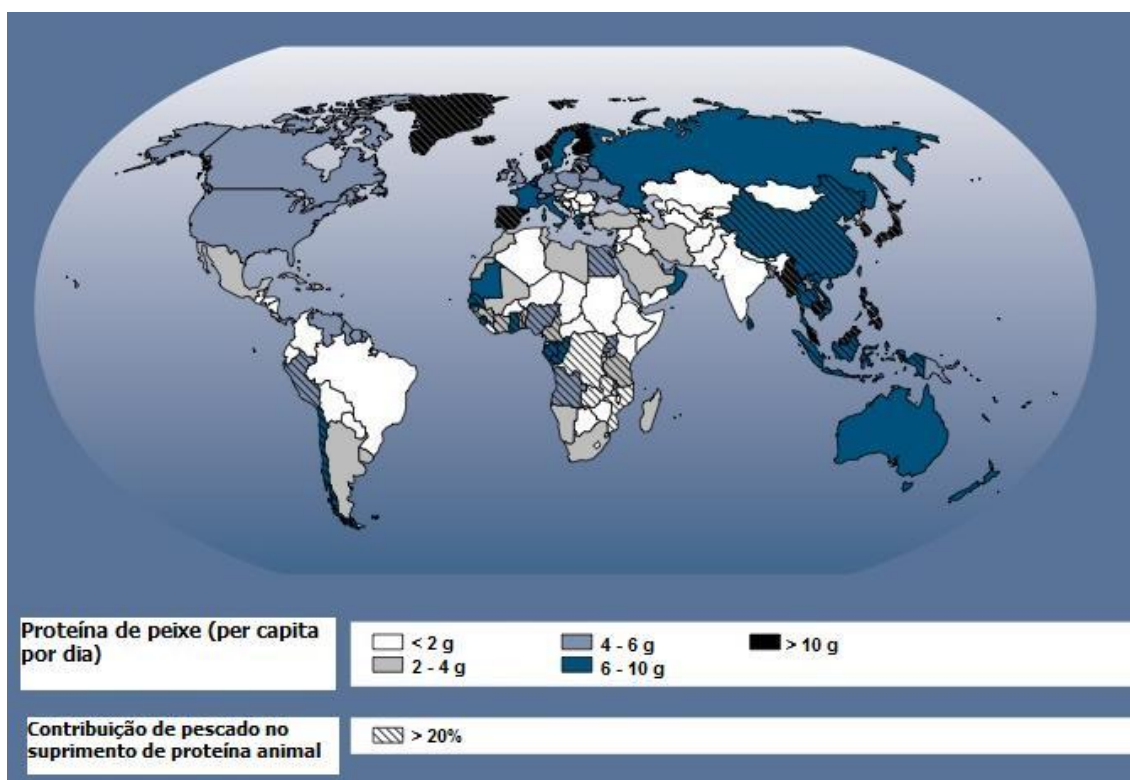 Proteína de peixe (per capita
por dia)
< 2 g
4 - 6 g
> 10 g
2 - 4 g
6 - 10 g
Contribuição de pescado no
suprimento de proteína animal
> 20%